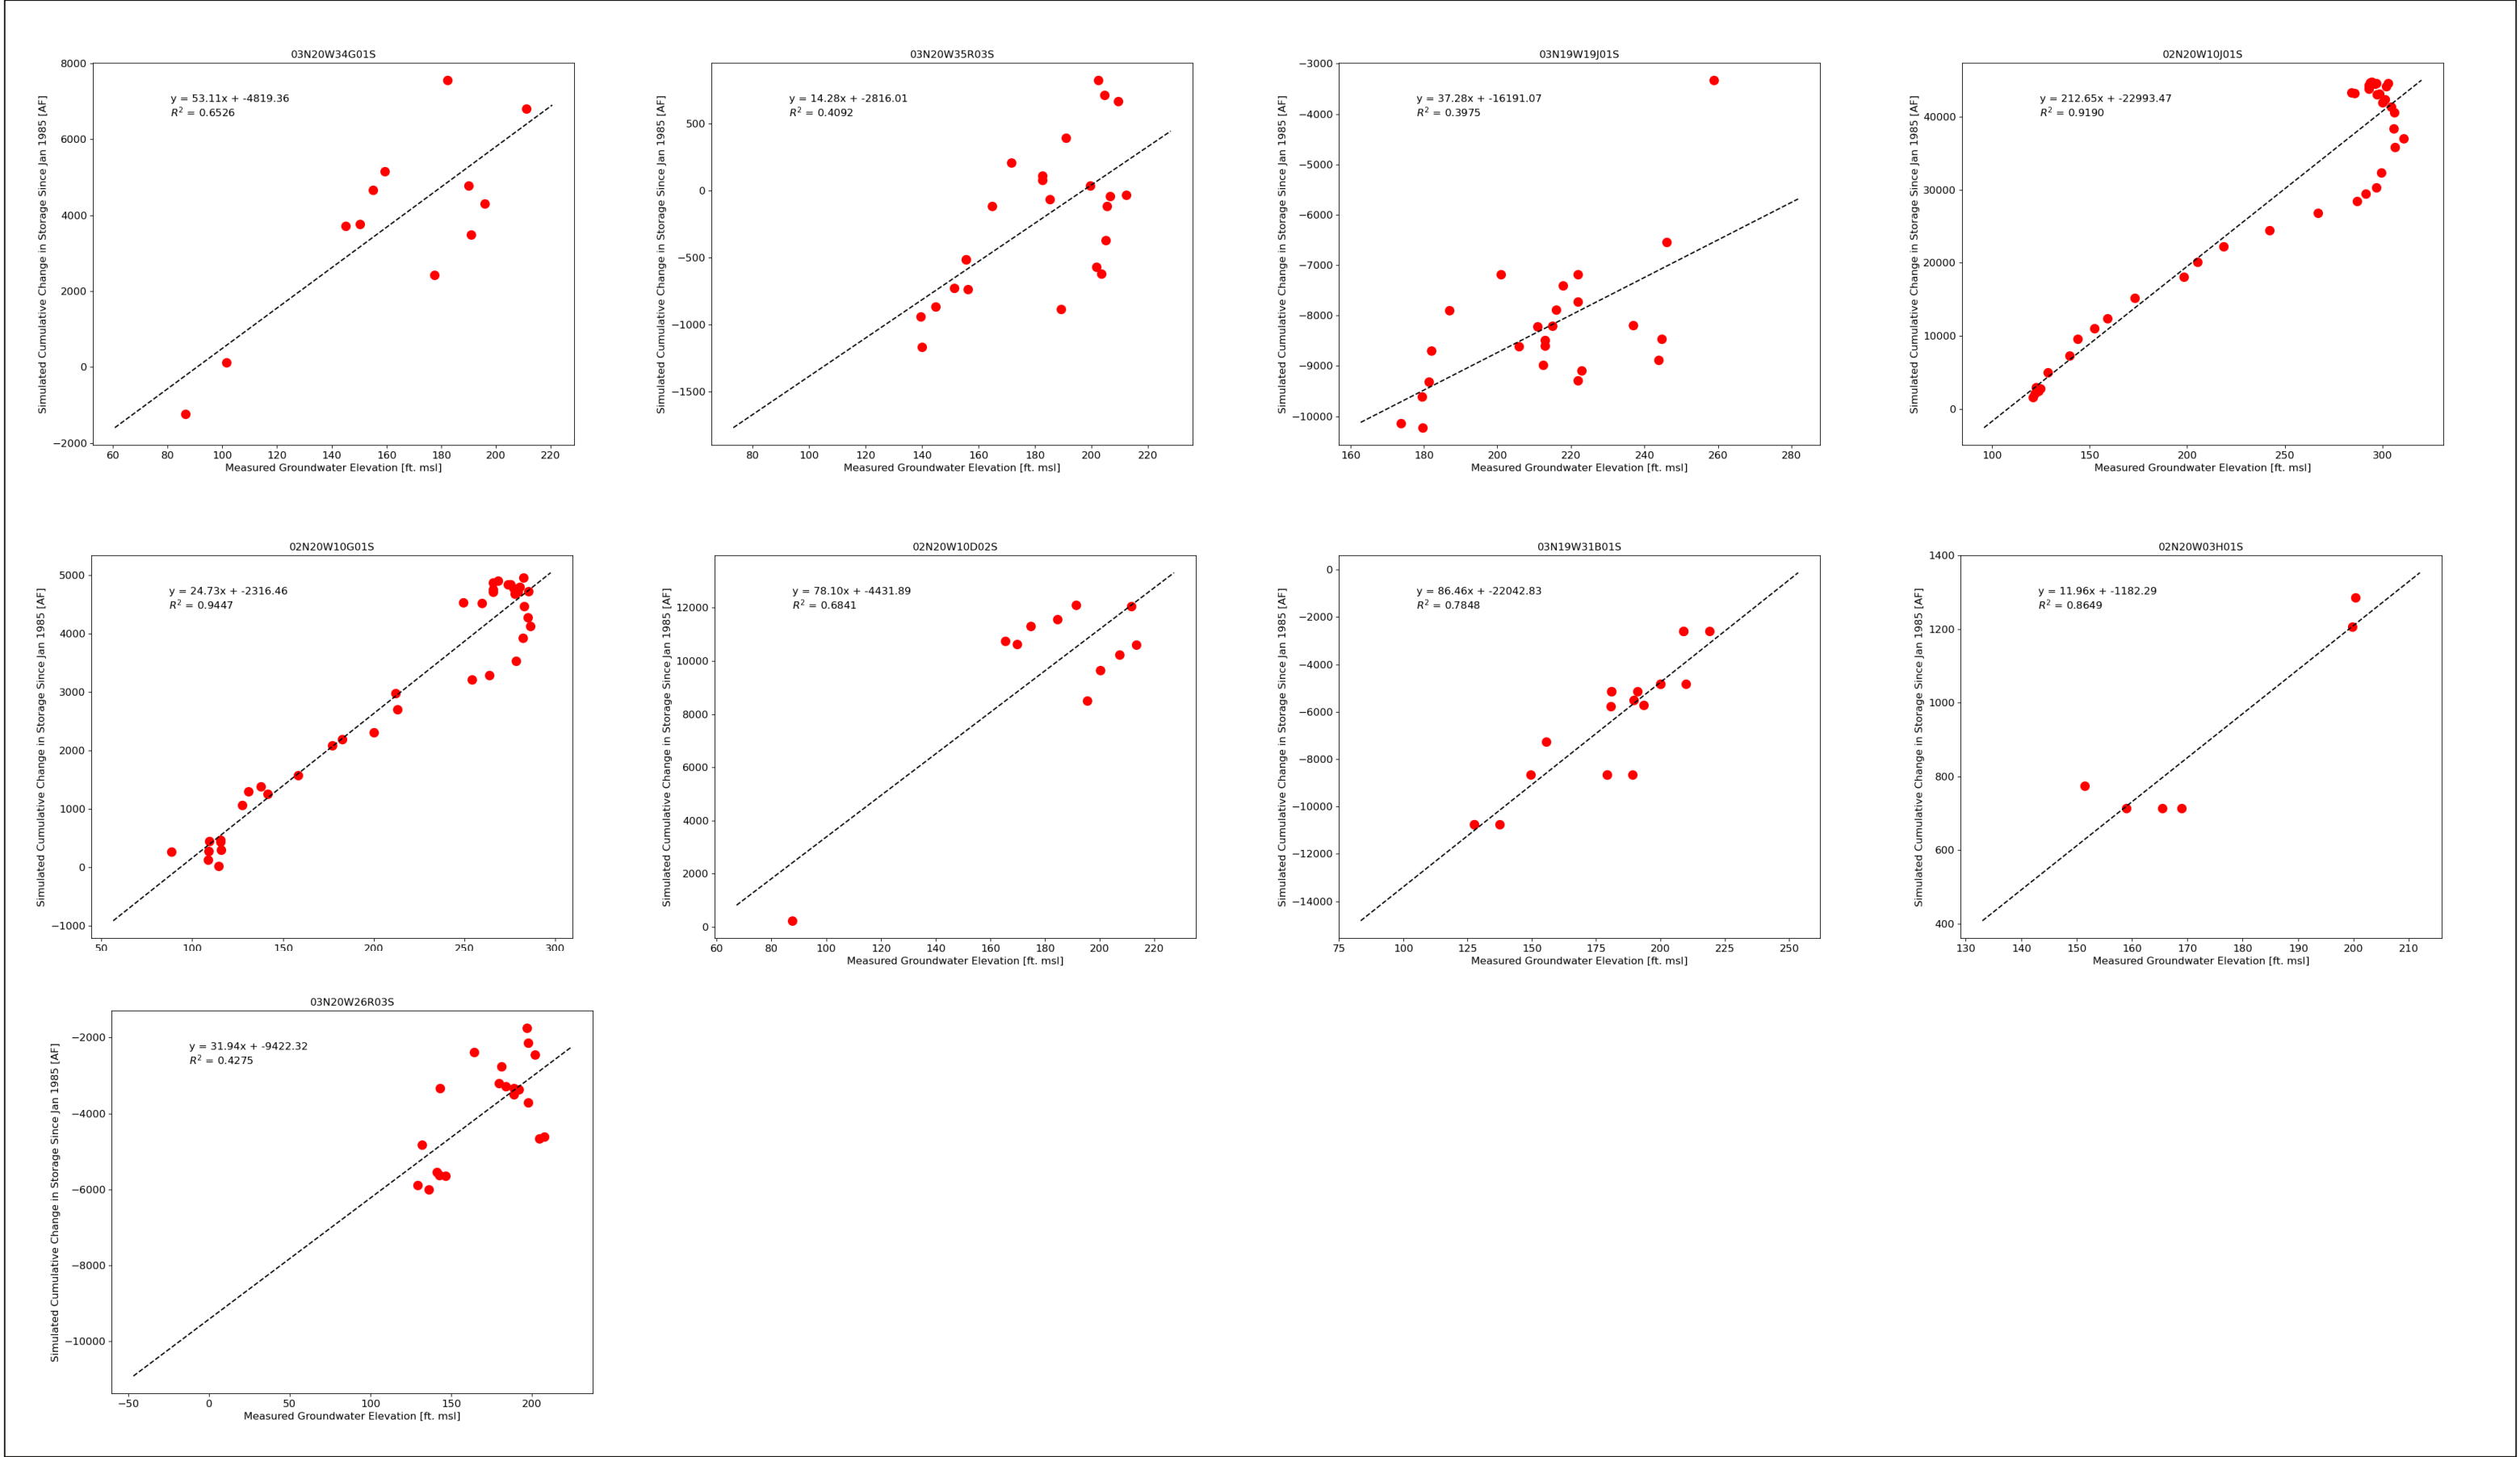 03N20W34G01S
y = 53.11x + -4819.36
R² = 0.6526
Simulated Cumulative Change in Storage Since Jan 1985 [AF]
8000
6000
4000
2000
0
−2000
60 80 100 120 140 160 180 200 220
Measured Groundwater Elevation [ft. msl]
03N20W35R03S
y = 14.28x + -2816.01
R² = 0.4092
Simulated Cumulative Change in Storage Since Jan 1985 [AF]
500
0
−500
−1000
−1500
80 100 120 140 160 180 200 220
Measured Groundwater Elevation [ft. msl]
03N19W19J01S
y = 37.28x + -16191.07
R² = 0.3975
Simulated Cumulative Change in Storage Since Jan 1985 [AF]
−3000
−4000
−5000
−6000
−7000
−8000
−9000
−10000
160 180 200 220 240 260 280
Measured Groundwater Elevation [ft. msl]
02N20W10J01S
y = 212.65x + -22993.47
R² = 0.9190
Simulated Cumulative Change in Storage Since Jan 1985 [AF]
40000
30000
20000
10000
0
100 150 200 250 300
Measured Groundwater Elevation [ft. msl]
02N20W10G01S
y = 24.73x + -2316.46
R² = 0.9447
Simulated Cumulative Change in Storage Since Jan 1985 [AF]
5000
4000
3000
2000
1000
0
−1000
50 100 150 200 250 300
02N20W10D02S
y = 78.10x + -4431.89
R² = 0.6841
Simulated Cumulative Change in Storage Since Jan 1985 [AF]
12000
10000
8000
6000
4000
2000
0
60 80 100 120 140 160 180 200 220
Measured Groundwater Elevation [ft. msl]
03N19W31B01S
y = 86.46x + -22042.83
R² = 0.7848
Simulated Cumulative Change in Storage Since Jan 1985 [AF]
0
−2000
−4000
−6000
−8000
−10000
−12000
−14000
75 100 125 150 175 200 225 250
Measured Groundwater Elevation [ft. msl]
02N20W03H01S
y = 11.96x + -1182.29
R² = 0.8649
Simulated Cumulative Change in Storage Since Jan 1985 [AF]
1400
1200
1000
800
600
400
130 140 150 160 170 180 190 200 210
Measured Groundwater Elevation [ft. msl]
03N20W26R03S
y = 31.94x + -9422.32
R² = 0.4275
Simulated Cumulative Change in Storage Since Jan 1985 [AF]
−2000
−4000
−6000
−8000
−10000
−50 0 50 100 150 200
Measured Groundwater Elevation [ft. msl]